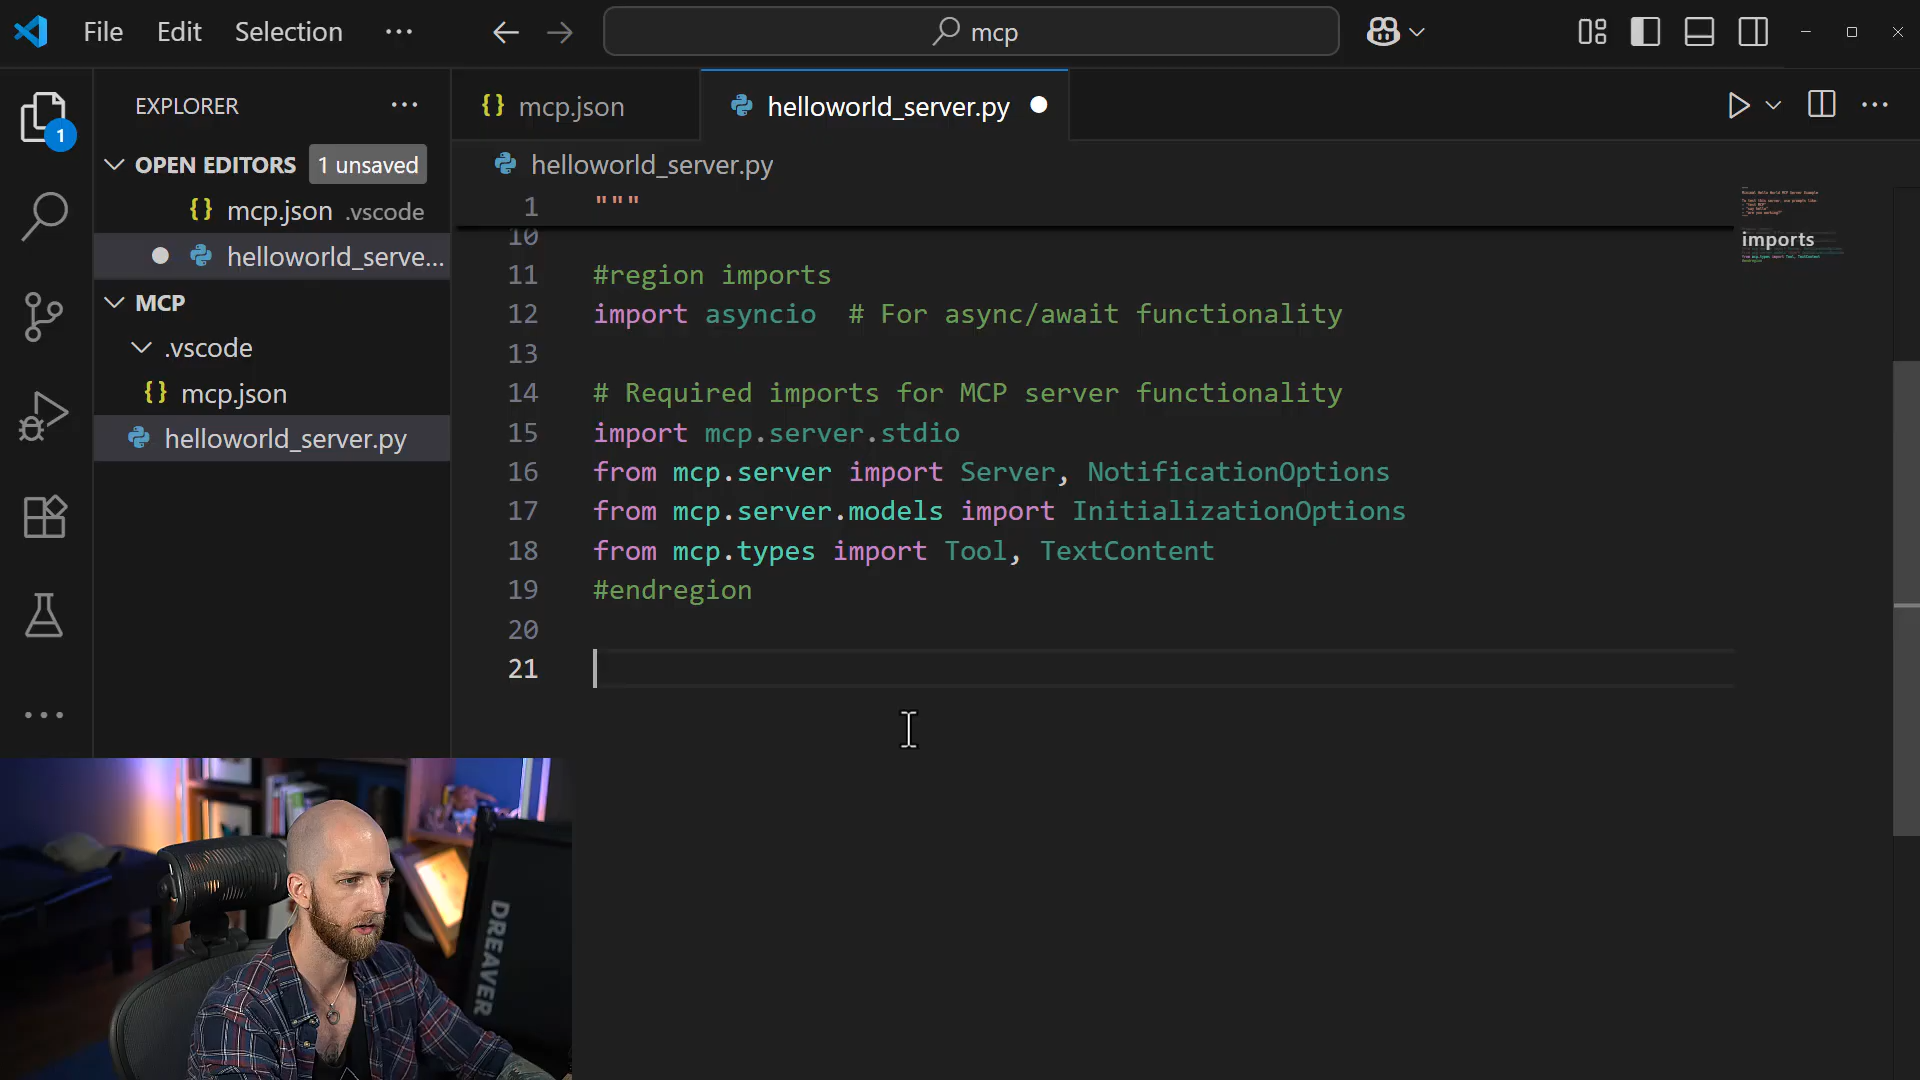 File Edit Selection ···
mcp
EXPLORER ···
1
OPEN EDITORS 1 unsaved
mcp.json .vscode
helloworld_serve...
MCP
.vscode
mcp.json
helloworld_server.py
mcp.json
helloworld_server.py
helloworld_server.py
1 """
10
11 #region imports
12 import asyncio # For async/await functionality
13
14 # Required imports for MCP server functionality
15 import mcp.server.stdio
16 from mcp.server import Server, NotificationOptions
17 from mcp.server.models import InitializationOptions
18 from mcp.types import Tool, TextContent
19 #endregion
20
21
imports
DREAVER